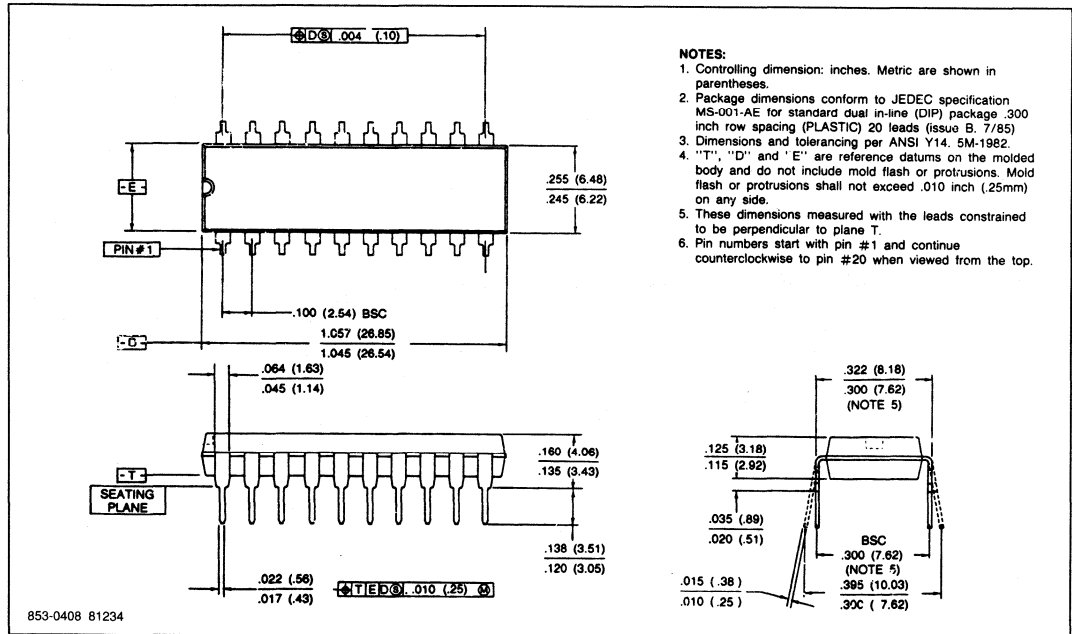 ⌖ D Ⓢ .004 (.10)
NOTES:
1. Controlling dimension: inches. Metric are shown in
parentheses.
2. Package dimensions conform to JEDEC specification
MS-001-AE for standard dual in-line (DIP) package .300
inch row spacing (PLASTIC) 20 leads (issue B. 7/85)
3. Dimensions and tolerancing per ANSI Y14. 5M-1982.
4. "T", "D" and "E" are reference datums on the molded
body and do not include mold flash or protrusions. Mold
flash or protrusions shall not exceed .010 inch (.25mm)
on any side.
5. These dimensions measured with the leads constrained
to be perpendicular to plane T.
6. Pin numbers start with pin #1 and continue
counterclockwise to pin #20 when viewed from the top.
-E-
.255 (6.48)
.245 (6.22)
PIN #1
.100 (2.54) BSC
-D-
1.057 (26.85)
1.045 (26.54)
.064 (1.63)
.045 (1.14)
.322 (8.18)
.300 (7.62)
(NOTE 5)
.160 (4.06)
.135 (3.43)
.125 (3.18)
.115 (2.92)
-T-
SEATING
PLANE
.035 (.89)
.020 (.51)
.138 (3.51)
.120 (3.05)
BSC
.300 (7.62)
(NOTE 5)
.022 (.56)
.017 (.43)
⌖ T E D Ⓢ .010 (.25) Ⓜ
.015 (.38)
.010 (.25)
.395 (10.03)
.300 (7.62)
853-0408 81234